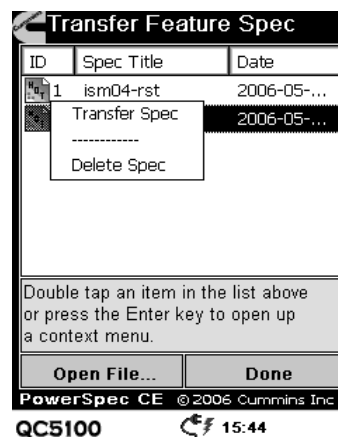 Transfer Feature Spec
ID Spec Title Date
1 ism04-rst 2006-05-...
Transfer Spec 2006-05-...
------------
Delete Spec
Double tap an item in the list above
or press the Enter key to open up
a context menu.
Open File... Done
PowerSpec CE ©2006 Cummins Inc
QC5100 15:44